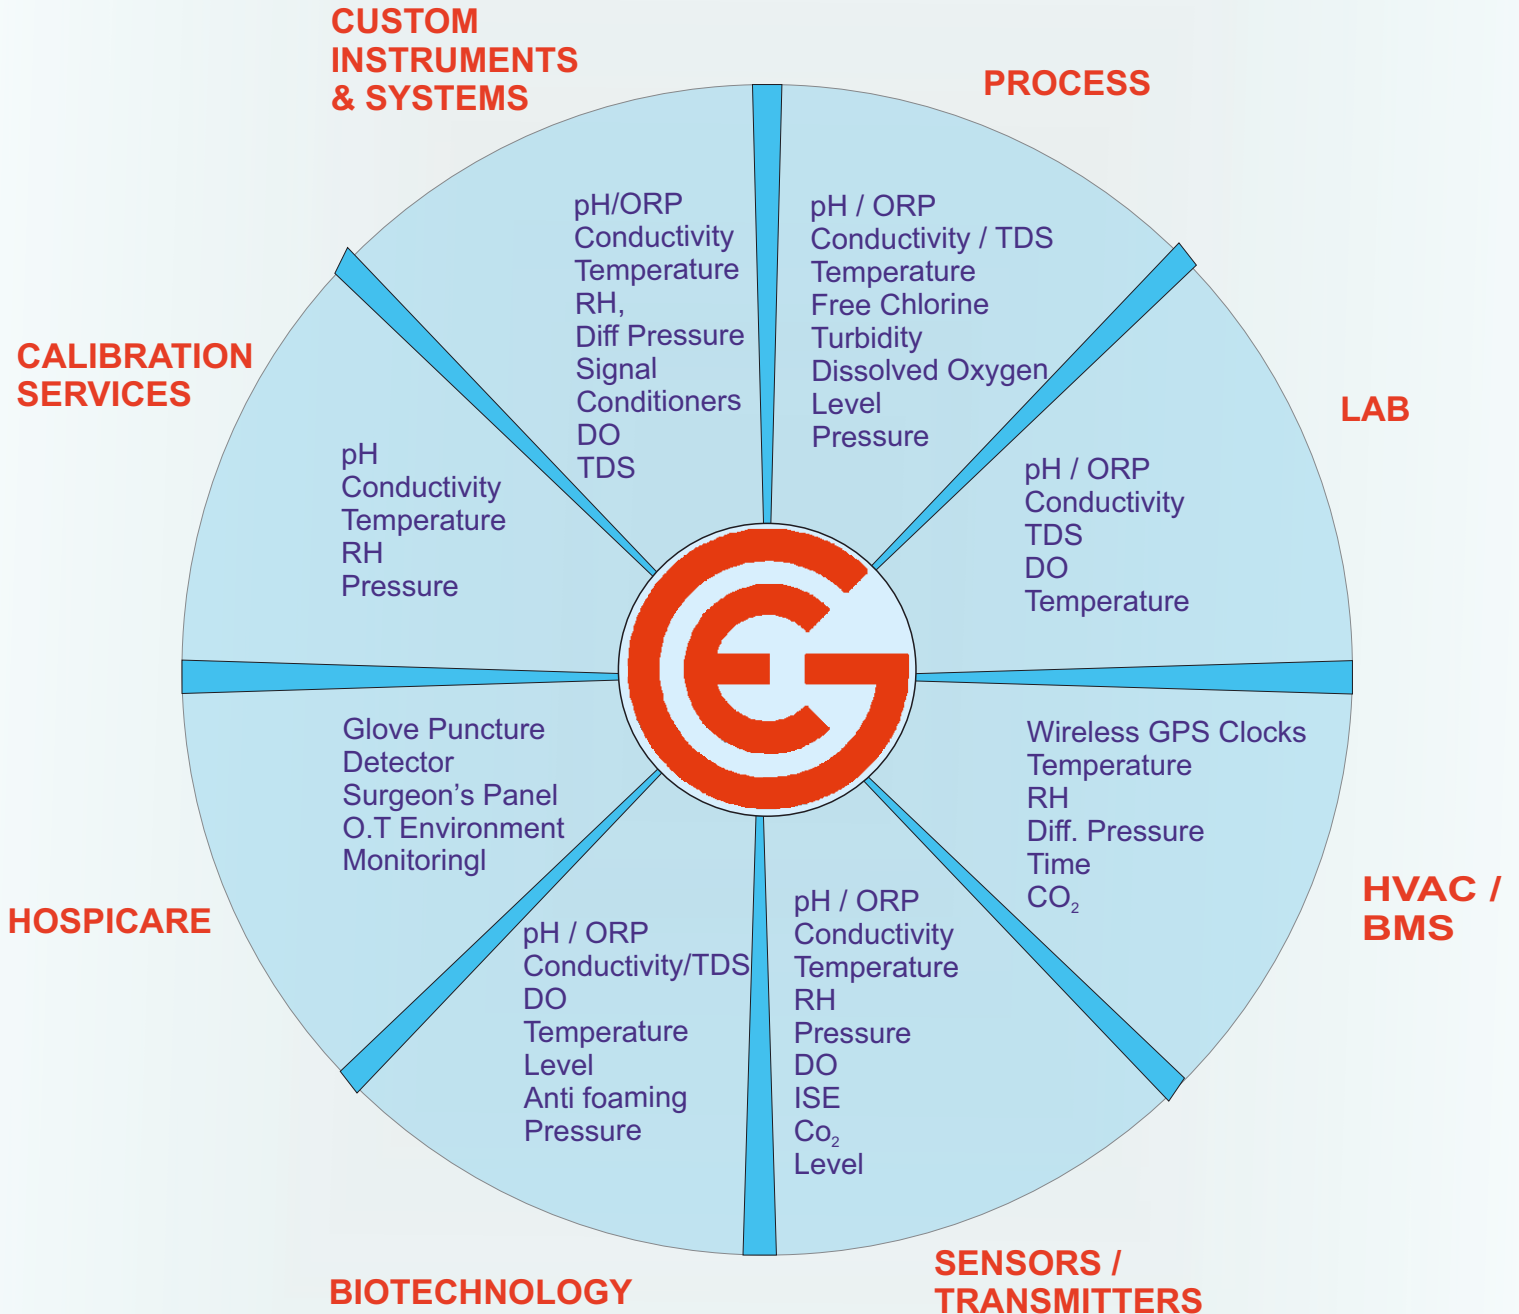 CUSTOM
INSTRUMENTS
& SYSTEMS
pH/ORP
Conductivity
Temperature
RH,
Diff Pressure
Signal
Conditioners
DO
TDS
PROCESS
pH / ORP
Conductivity / TDS
Temperature
Free Chlorine
Turbidity
Dissolved Oxygen
Level
Pressure
LAB
pH / ORP
Conductivity
TDS
DO
Temperature
HVAC /
BMS
Wireless GPS Clocks
Temperature
RH
Diff. Pressure
Time
CO₂
SENSORS /
TRANSMITTERS
pH / ORP
Conductivity
Temperature
RH
Pressure
DO
ISE
Co₂
Level
BIOTECHNOLOGY
pH / ORP
Conductivity/TDS
DO
Temperature
Level
Anti foaming
Pressure
HOSPICARE
Glove Puncture
Detector
Surgeon’s Panel
O.T Environment
Monitoringl
CALIBRATION
SERVICES
pH
Conductivity
Temperature
RH
Pressure
GE